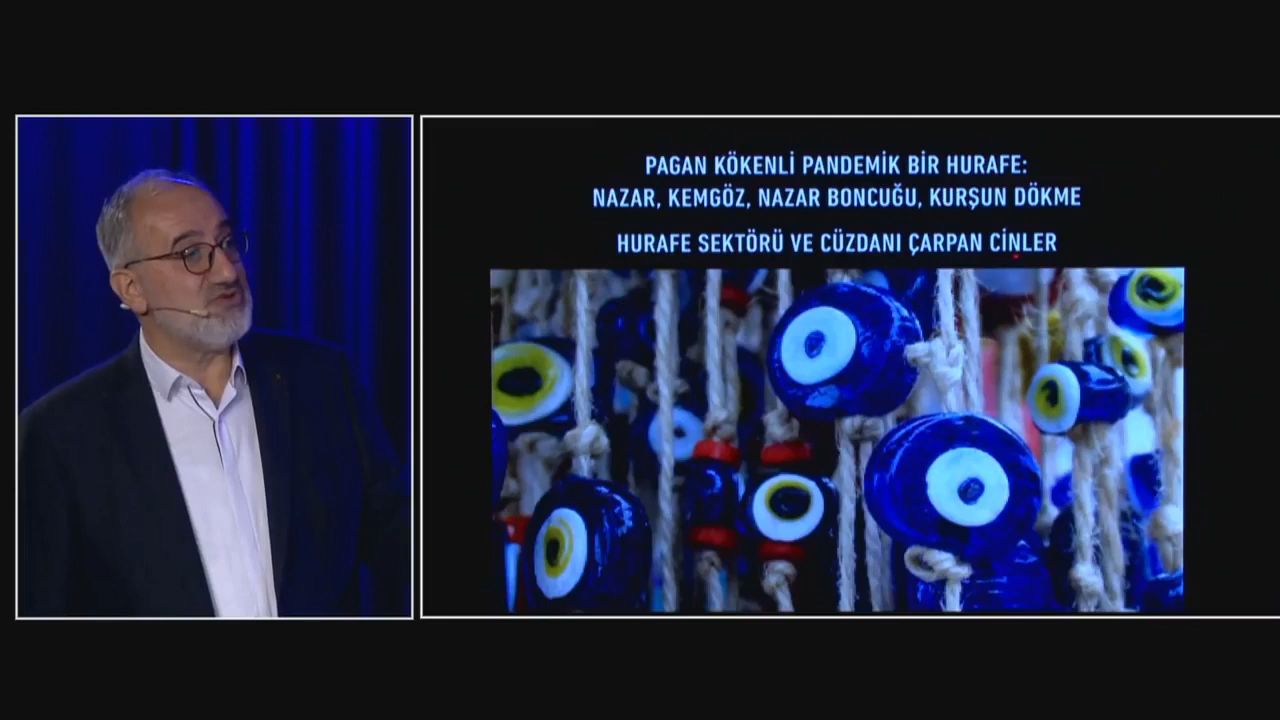 PAGAN KÖKENLİ PANDEMİK BİR HURAFE:
NAZAR, KEMGÖZ, NAZAR BONCUĞU, KURŞUN DÖKME
HURAFE SEKTÖRÜ VE CÜZDANI ÇARPAN CİNLER